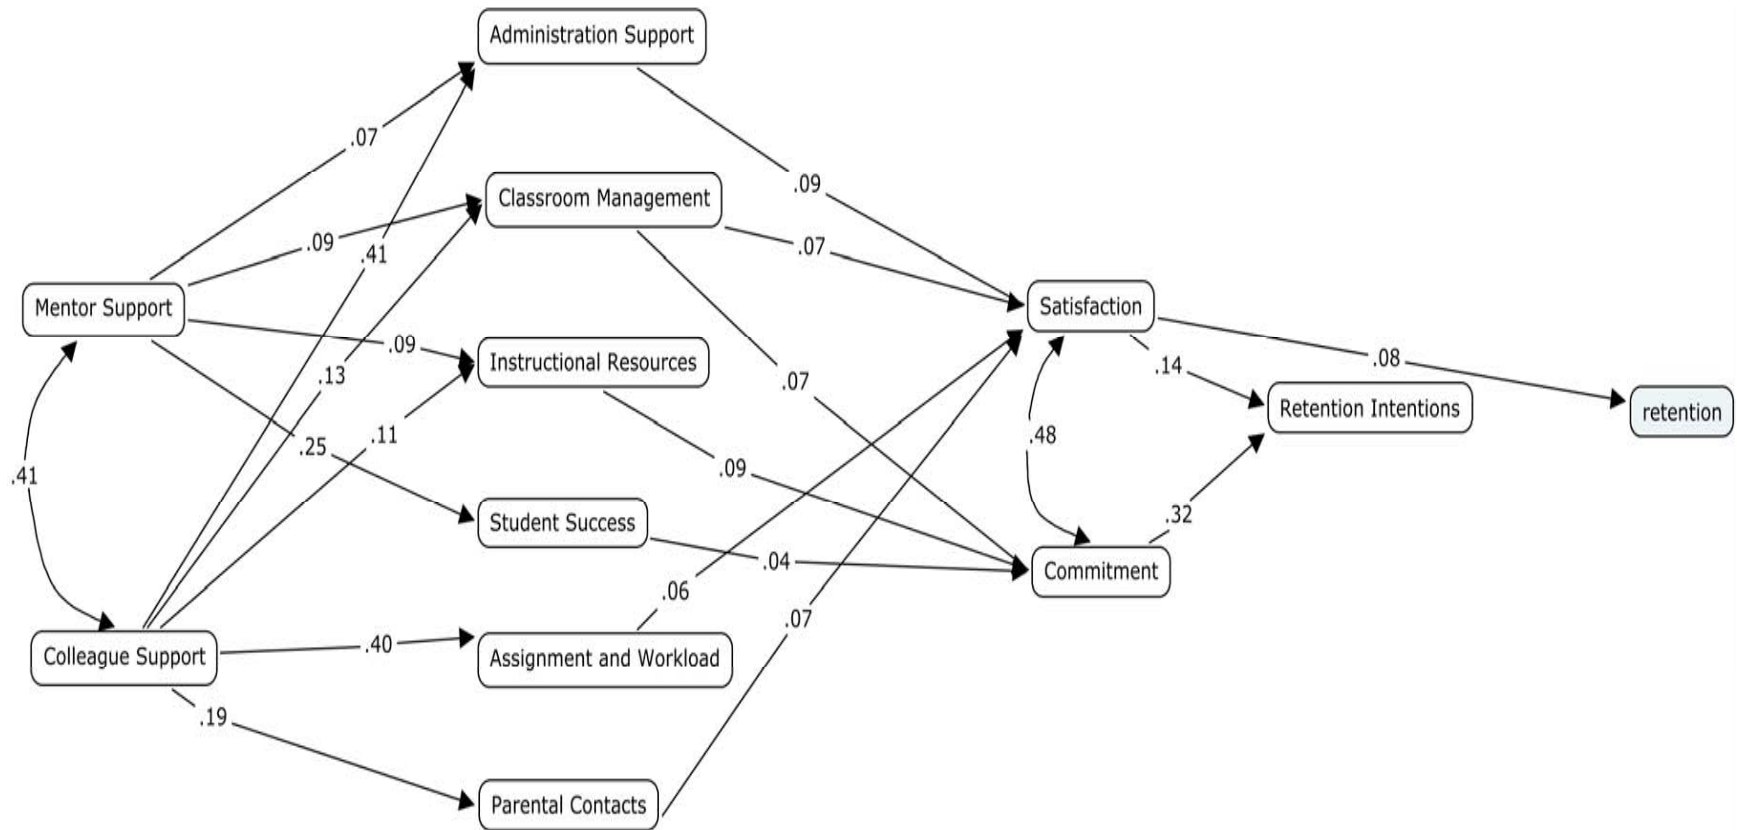 Administration Support
.07
.09
Classroom Management
.09
.41
.07
Mentor Support
Satisfaction
.09
Instructional Resources
.13
.07
.14
.08
Retention Intentions
retention
.25
.11
.48
.09
.41
Student Success
.32
.04
Commitment
.06
.07
Colleague Support
.40
Assignment and Workload
.19
Parental Contacts